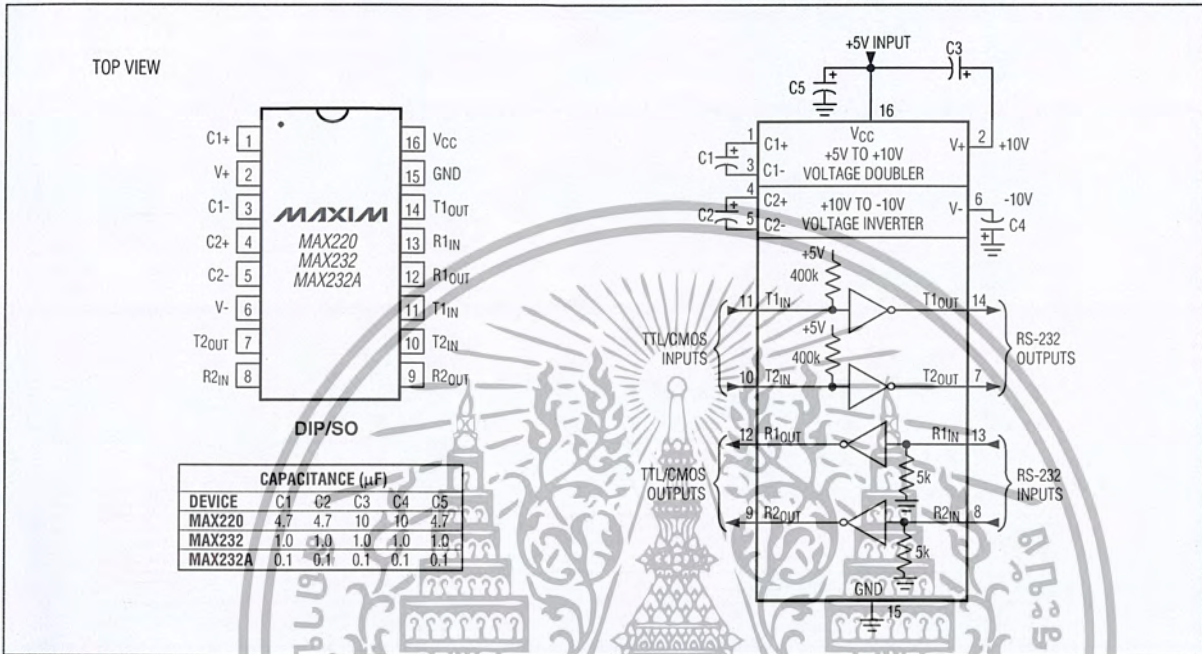 TOP VIEW
C1+ 1
V+ 2
C1- 3
C2+ 4
C2- 5
V- 6
T2OUT 7
R2IN 8
16 VCC
15 GND
14 T1OUT
13 R1IN
12 R1OUT
11 T1IN
10 T2IN
9 R2OUT
MAXIM
MAX220
MAX232
MAX232A
DIP/SO
CAPACITANCE (µF)
DEVICE C1 C2 C3 C4 C5
MAX220 4.7 4.7 10 10 4.7
MAX232 1.0 1.0 1.0 1.0 1.0
MAX232A 0.1 0.1 0.1 0.1 0.1
+5V INPUT
C3
+
C5
+
16
VCC
1 C1+
C1
+
3 C1-
+5V TO +10V
VOLTAGE DOUBLER
V+ 2 +10V
4 C2+
C2
+
5 C2-
+10V TO -10V
VOLTAGE INVERTER
V- 6 -10V
C4
+
+5V
400k
TTL/CMOS
INPUTS
11 T1IN
T1OUT 14
+5V
400k
10 T2IN
T2OUT 7
RS-232
OUTPUTS
TTL/CMOS
OUTPUTS
12 R1OUT
R1IN 13
5k
9 R2OUT
R2IN 8
5k
RS-232
INPUTS
GND
15